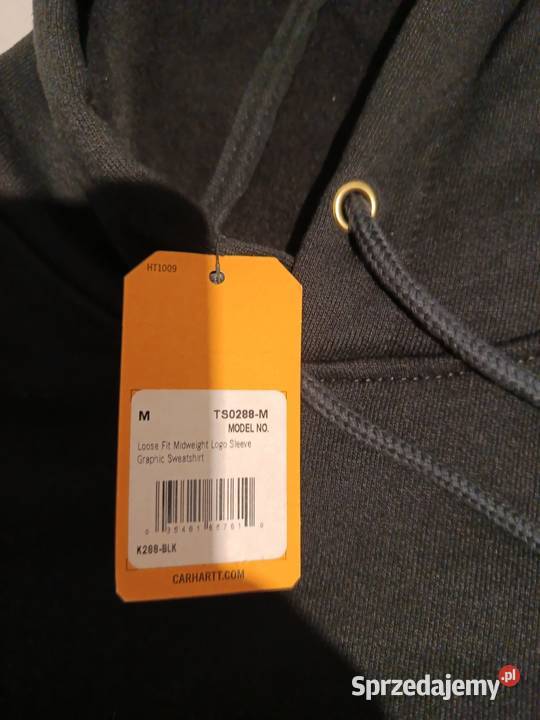 HT1009
M TS0288-M
MODEL NO.
Loose Fit Midweight Logo Sleeve
Graphic Sweatshirt
K288-BLK
CARHARTT.COM
Sprzedajemy.pl